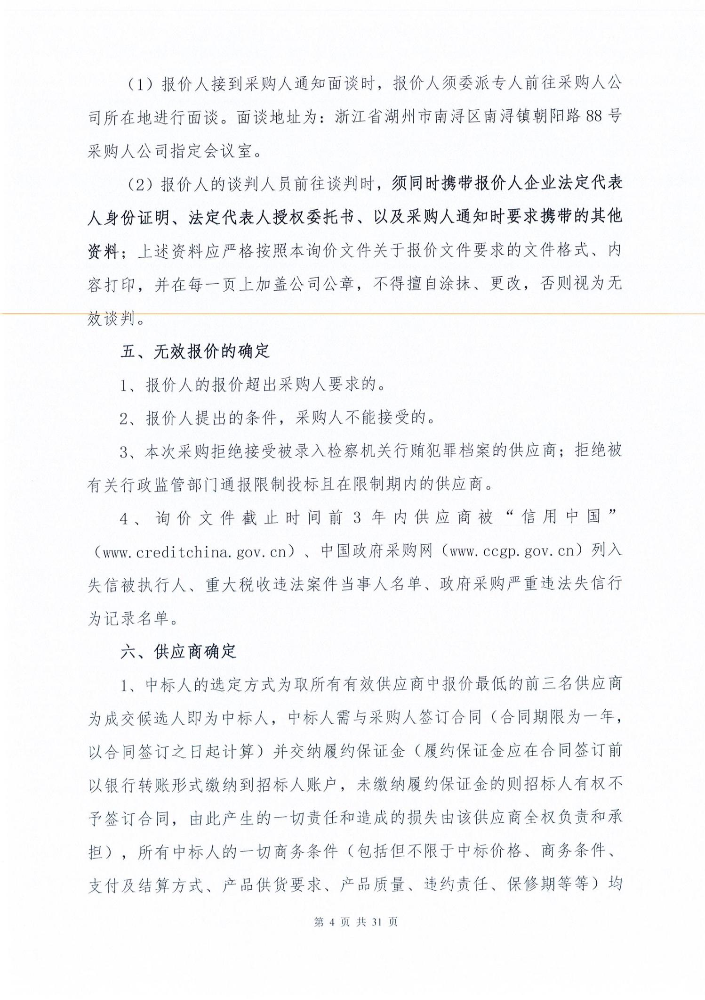 （1）报价人接到采购人通知面谈时，报价人须委派专人前往采购人公
司所在地进行面谈。面谈地址为：浙江省湖州市南浔区南浔镇朝阳路 88 号
采购人公司指定会议室。
（2）报价人的谈判人员前往谈判时，须同时携带报价人企业法定代表
人身份证明、法定代表人授权委托书、以及采购人通知时要求携带的其他
资料；上述资料应严格按照本询价文件关于报价文件要求的文件格式、内
容打印，并在每一页上加盖公司公章，不得擅自涂抹、更改，否则视为无
效谈判。
五、无效报价的确定
1、报价人的报价超出采购人要求的。
2、报价人提出的条件，采购人不能接受的。
3、本次采购拒绝接受被录入检察机关行贿犯罪档案的供应商；拒绝被
有关行政监管部门通报限制投标且在限制期内的供应商。
4、询价文件截止时间前 3 年内供应商被“信用中国”
（www.creditchina.gov.cn）、中国政府采购网（www.ccgp.gov.cn）列入
失信被执行人、重大税收违法案件当事人名单、政府采购严重违法失信行
为记录名单。
六、供应商确定
1、中标人的选定方式为取所有有效供应商中报价最低的前三名供应商
为成交候选人即为中标人，中标人需与采购人签订合同（合同期限为一年，
以合同签订之日起计算）并交纳履约保证金（履约保证金应在合同签订前
以银行转账形式缴纳到招标人账户，未缴纳履约保证金的则招标人有权不
予签订合同，由此产生的一切责任和造成的损失由该供应商全权负责和承
担），所有中标人的一切商务条件（包括但不限于中标价格、商务条件、
支付及结算方式、产品供货要求、产品质量、违约责任、保修期等等）均
第 4 页 共 31 页